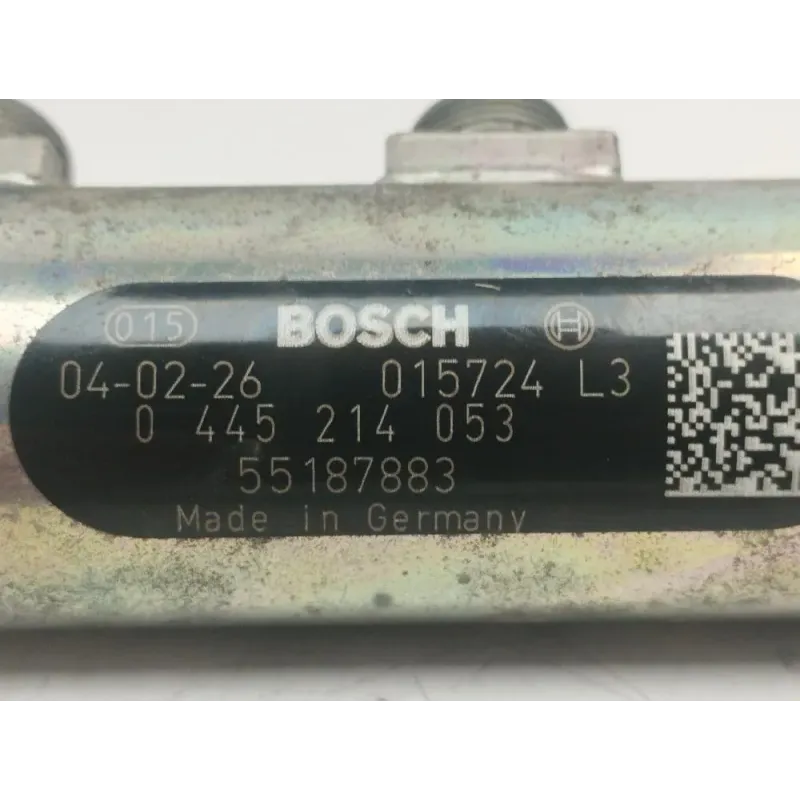 015 BOSCH H
04-02-26 015724 L3
0 445 214 053
55187883
Made in Germany